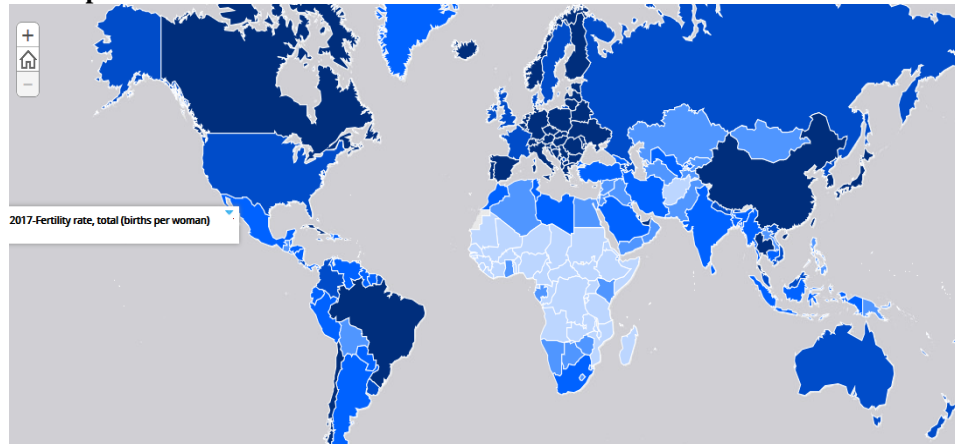 +
−
2017-Fertility rate, total (births per woman)